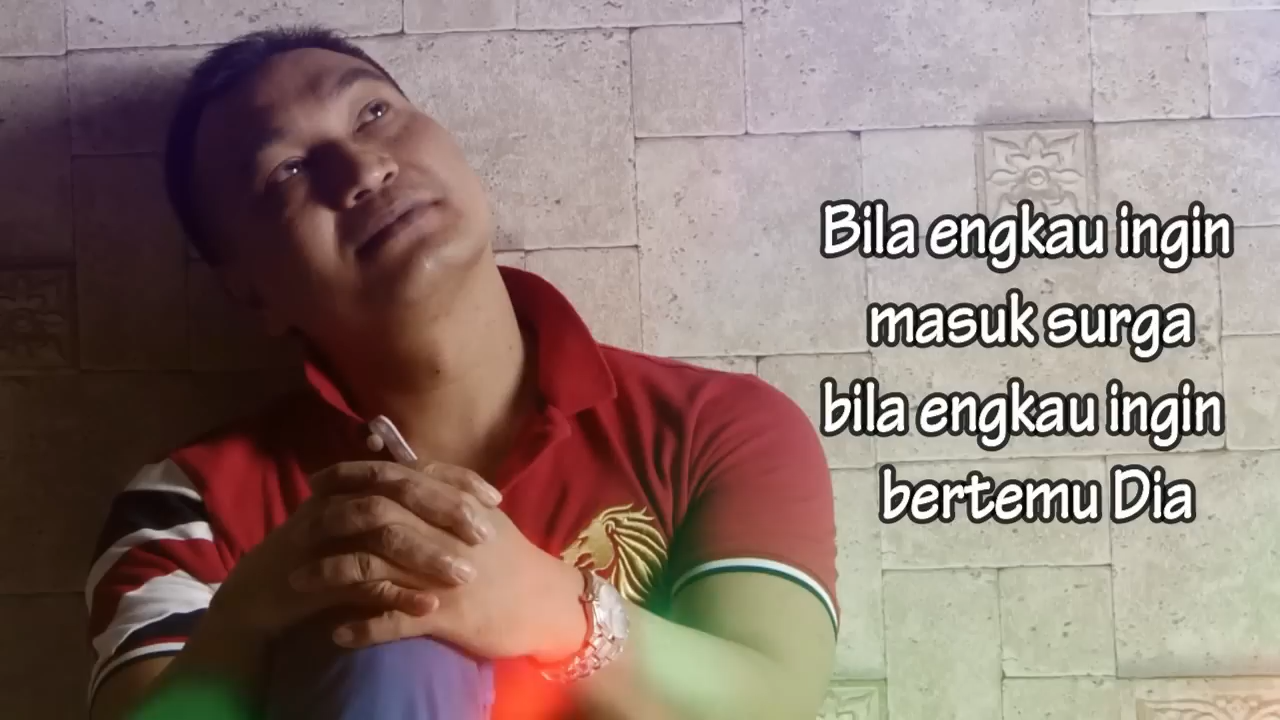 Bila engkau ingin
masuk surga
bila engkau ingin
bertemu Dia